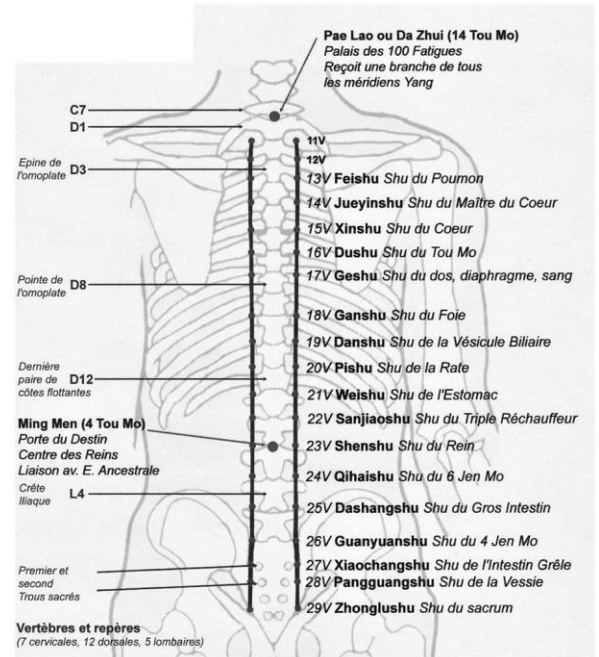 Pae Lao ou Da Zhui (14 Tou Mo)
Palais des 100 Fatigues
Reçoit une branche de tous
les méridiens Yang
C7
D1
11V
12V
Epine de
l'omoplate
D3
13V Feishu Shu du Poumon
14V Jueyinshu Shu du Maître du Coeur
15V Xinshu Shu du Coeur
16V Dushu Shu du Tou Mo
17V Geshu Shu du dos, diaphragme, sang
Pointe de
l'omoplate
D8
18V Ganshu Shu du Foie
19V Danshu Shu de la Vésicule Biliaire
20V Pishu Shu de la Rate
Dernière
paire de
côtes flottantes
D12
21V Weishu Shu de l'Estomac
22V Sanjiaoshu Shu du Triple Réchauffeur
Ming Men (4 Tou Mo)
Porte du Destin
Centre des Reins
Liaison av. E. Ancestrale
23V Shenshu Shu du Rein
24V Qihaishu Shu du 6 Jen Mo
Crête
Iliaque
L4
25V Dashangshu Shu du Gros Intestin
26V Guanyuanshu Shu du 4 Jen Mo
27V Xiaochangshu Shu de l'Intestin Grêle
28V Pangguangshu Shu de la Vessie
Premier et
second
Trous sacrés
29V Zhonglushu Shu du sacrum
Vertèbres et repères
(7 cervicales, 12 dorsales, 5 lombaires)